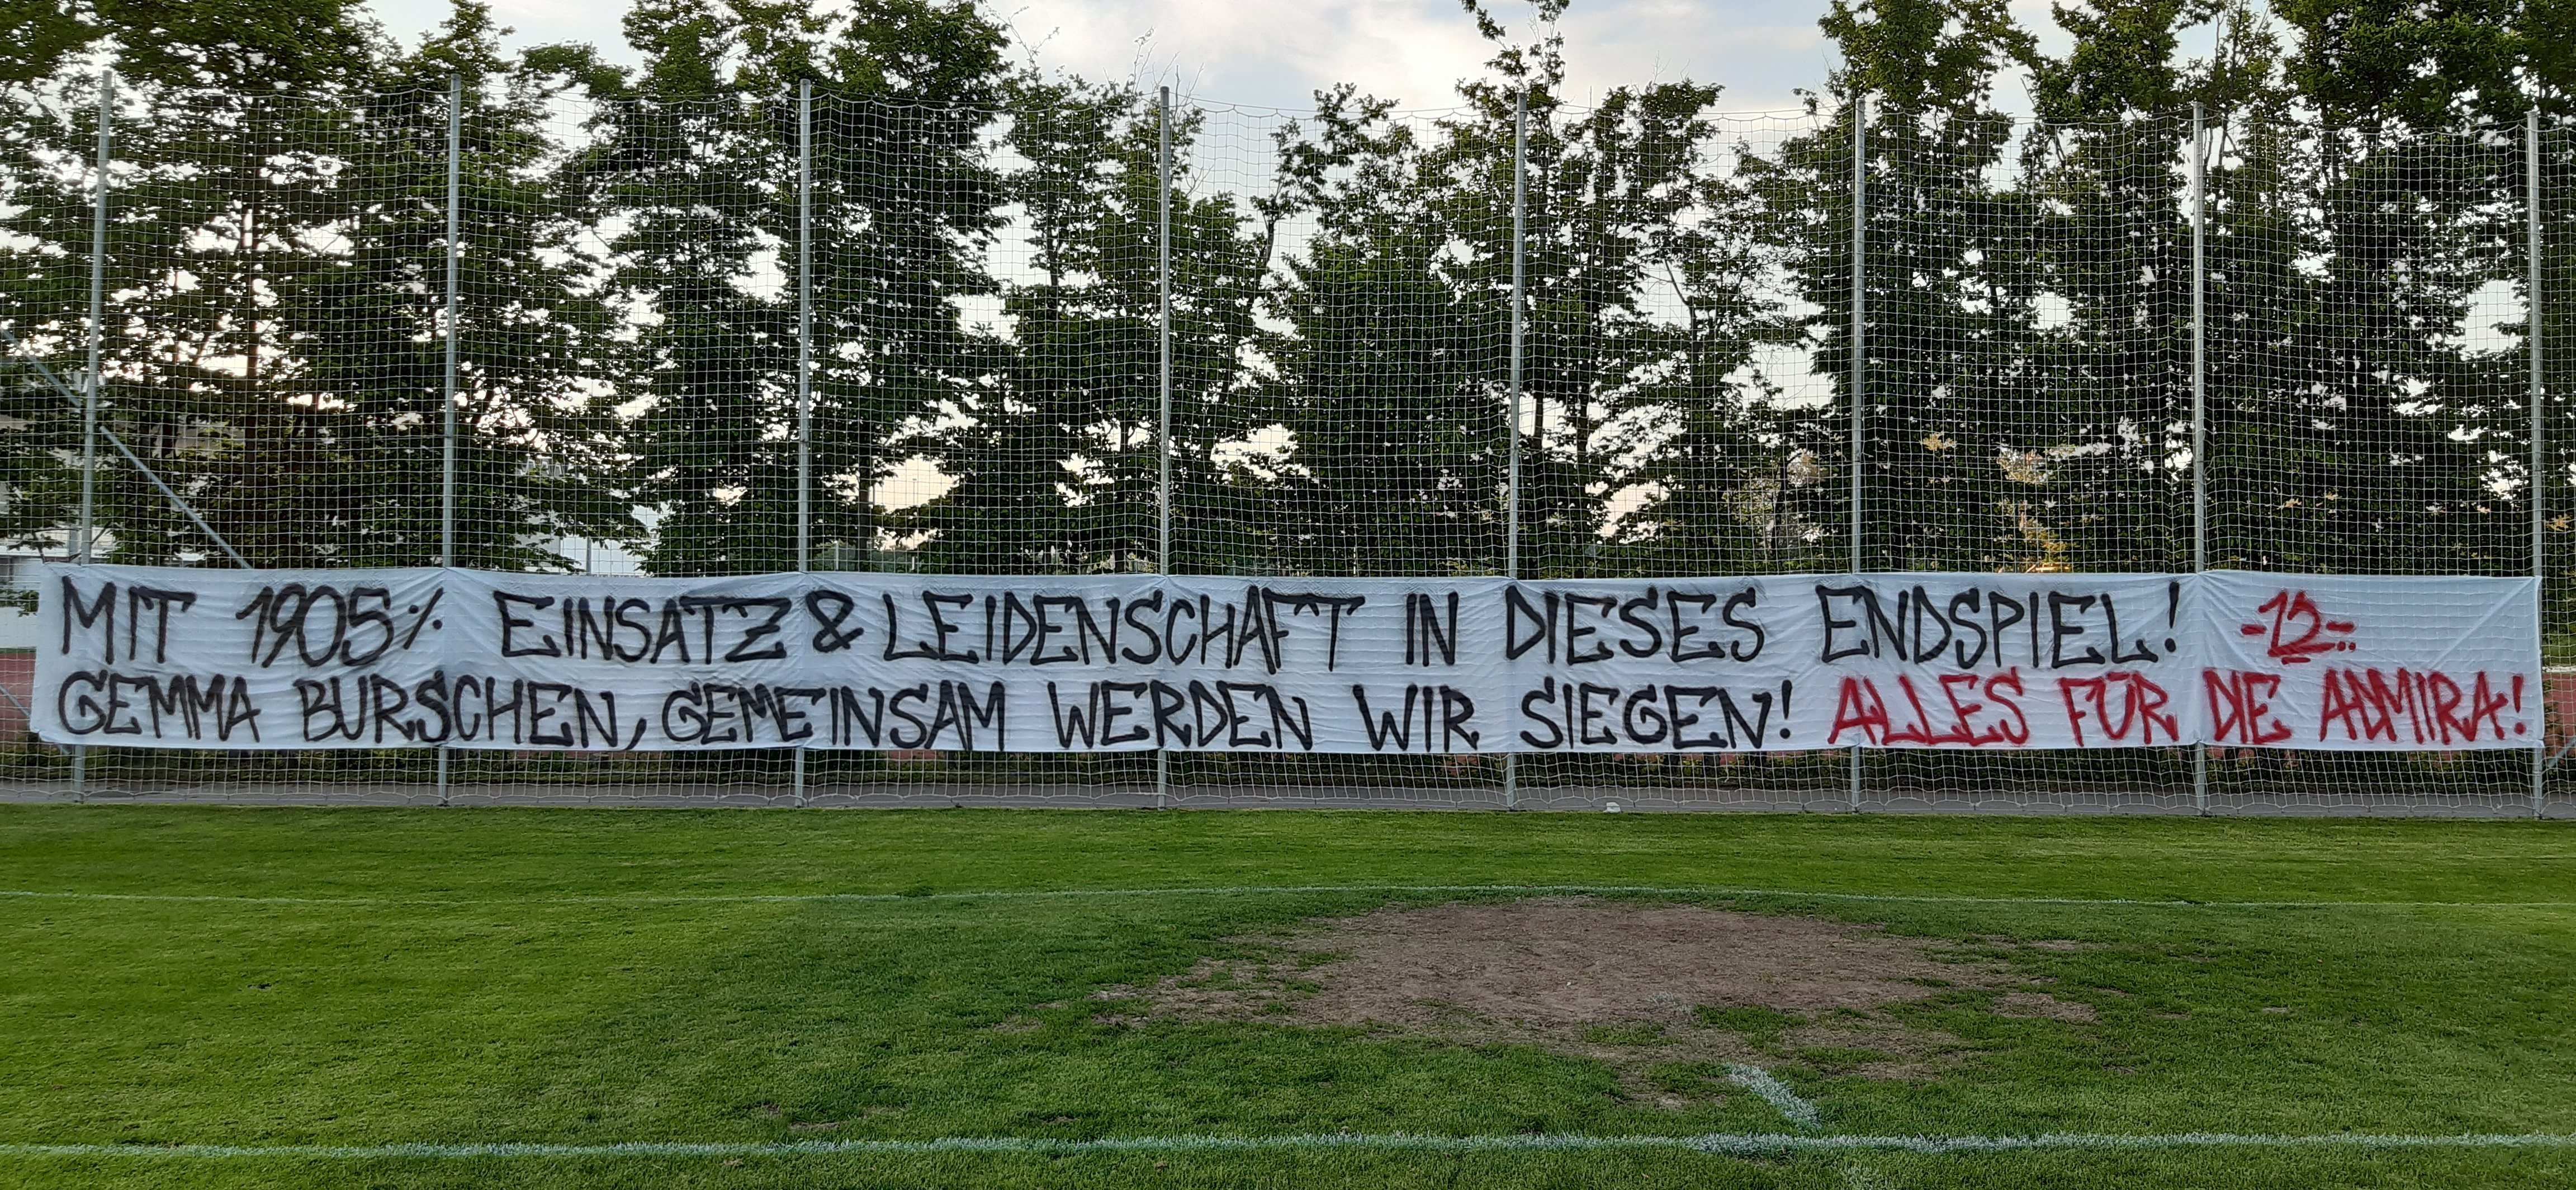 MIT 1905% EINSATZ & LEIDENSCHAFT IN DIESES ENDSPIEL! -12-..
GEMMA BURSCHEN, GEMEINSAM WERDEN WIR SIEGEN! ALLES FÜR DIE ADMIRA!